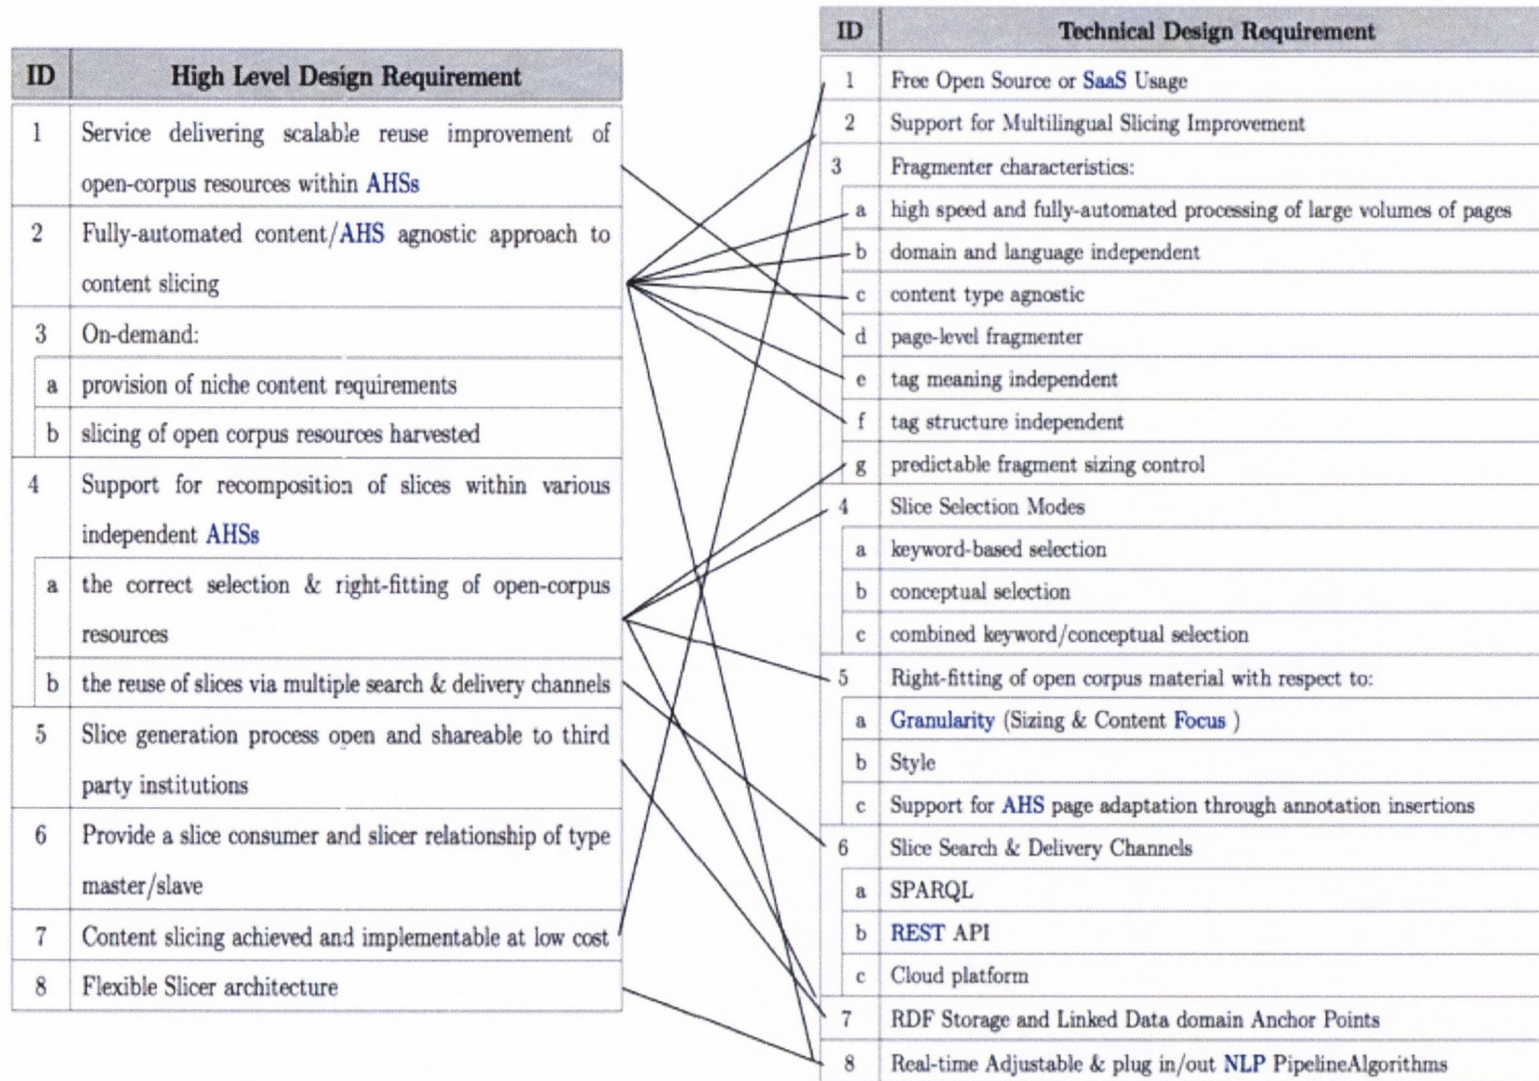 ID High Level Design Requirement
1 Service delivering scalable reuse improvement of
open-corpus resources within AHSs
2 Fully-automated content/AHS agnostic approach to
content slicing
3 On-demand:
a provision of niche content requirements
b slicing of open corpus resources harvested
4 Support for recomposition of slices within various
independent AHSs
a the correct selection & right-fitting of open-corpus
resources
b the reuse of slices via multiple search & delivery channels
5 Slice generation process open and shareable to third
party institutions
6 Provide a slice consumer and slicer relationship of type
master/slave
7 Content slicing achieved and implementable at low cost
8 Flexible Slicer architecture
ID Technical Design Requirement
1 Free Open Source or SaaS Usage
2 Support for Multilingual Slicing Improvement
3 Fragmenter characteristics:
a high speed and fully-automated processing of large volumes of pages
b domain and language independent
c content type agnostic
d page-level fragmenter
e tag meaning independent
f tag structure independent
g predictable fragment sizing control
4 Slice Selection Modes
a keyword-based selection
b conceptual selection
c combined keyword/conceptual selection
5 Right-fitting of open corpus material with respect to:
a Granularity (Sizing & Content Focus )
b Style
c Support for AHS page adaptation through annotation insertions
6 Slice Search & Delivery Channels
a SPARQL
b REST API
c Cloud platform
7 RDF Storage and Linked Data domain Anchor Points
8 Real-time Adjustable & plug in/out NLP PipelineAlgorithms